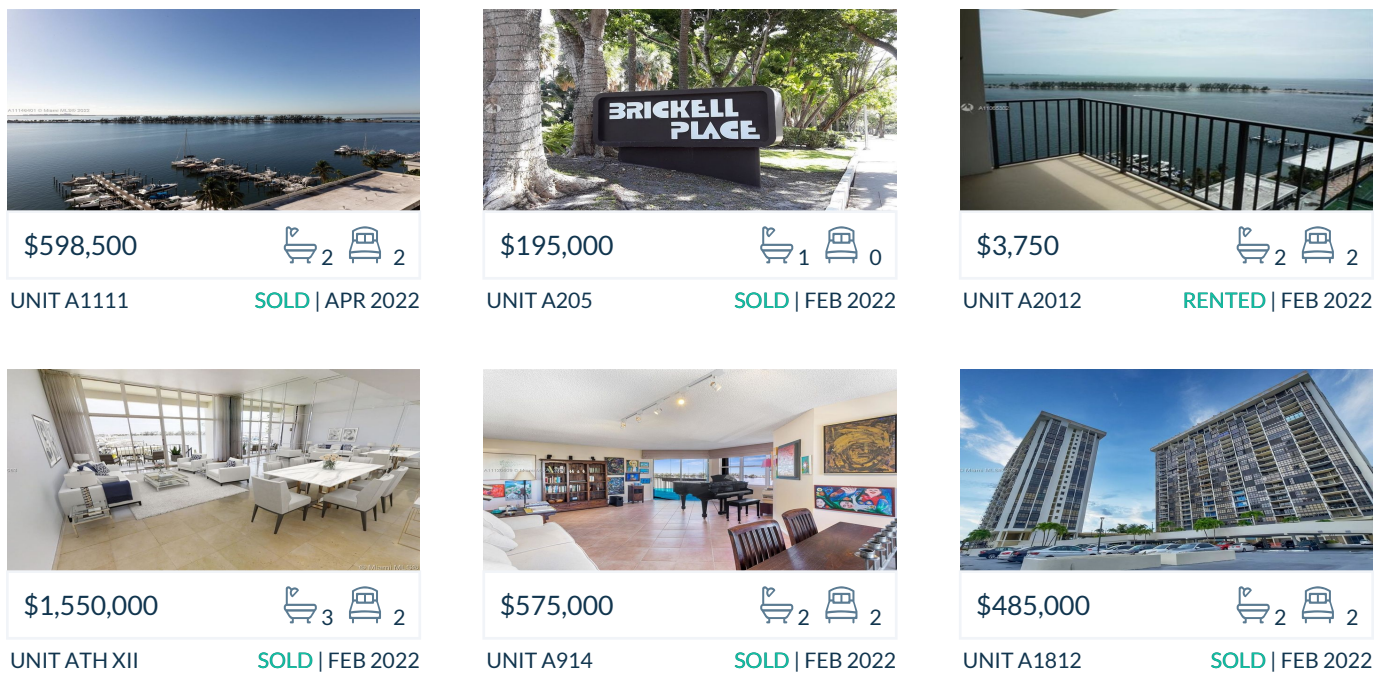 BRICKELL
PLACE
$598,500 2 2
$195,000 1 0
$3,750 2 2
UNIT A1111 SOLD | APR 2022
UNIT A205 SOLD | FEB 2022
UNIT A2012 RENTED | FEB 2022
$1,550,000 3 2
$575,000 2 2
$485,000 2 2
UNIT ATH XII SOLD | FEB 2022
UNIT A914 SOLD | FEB 2022
UNIT A1812 SOLD | FEB 2022